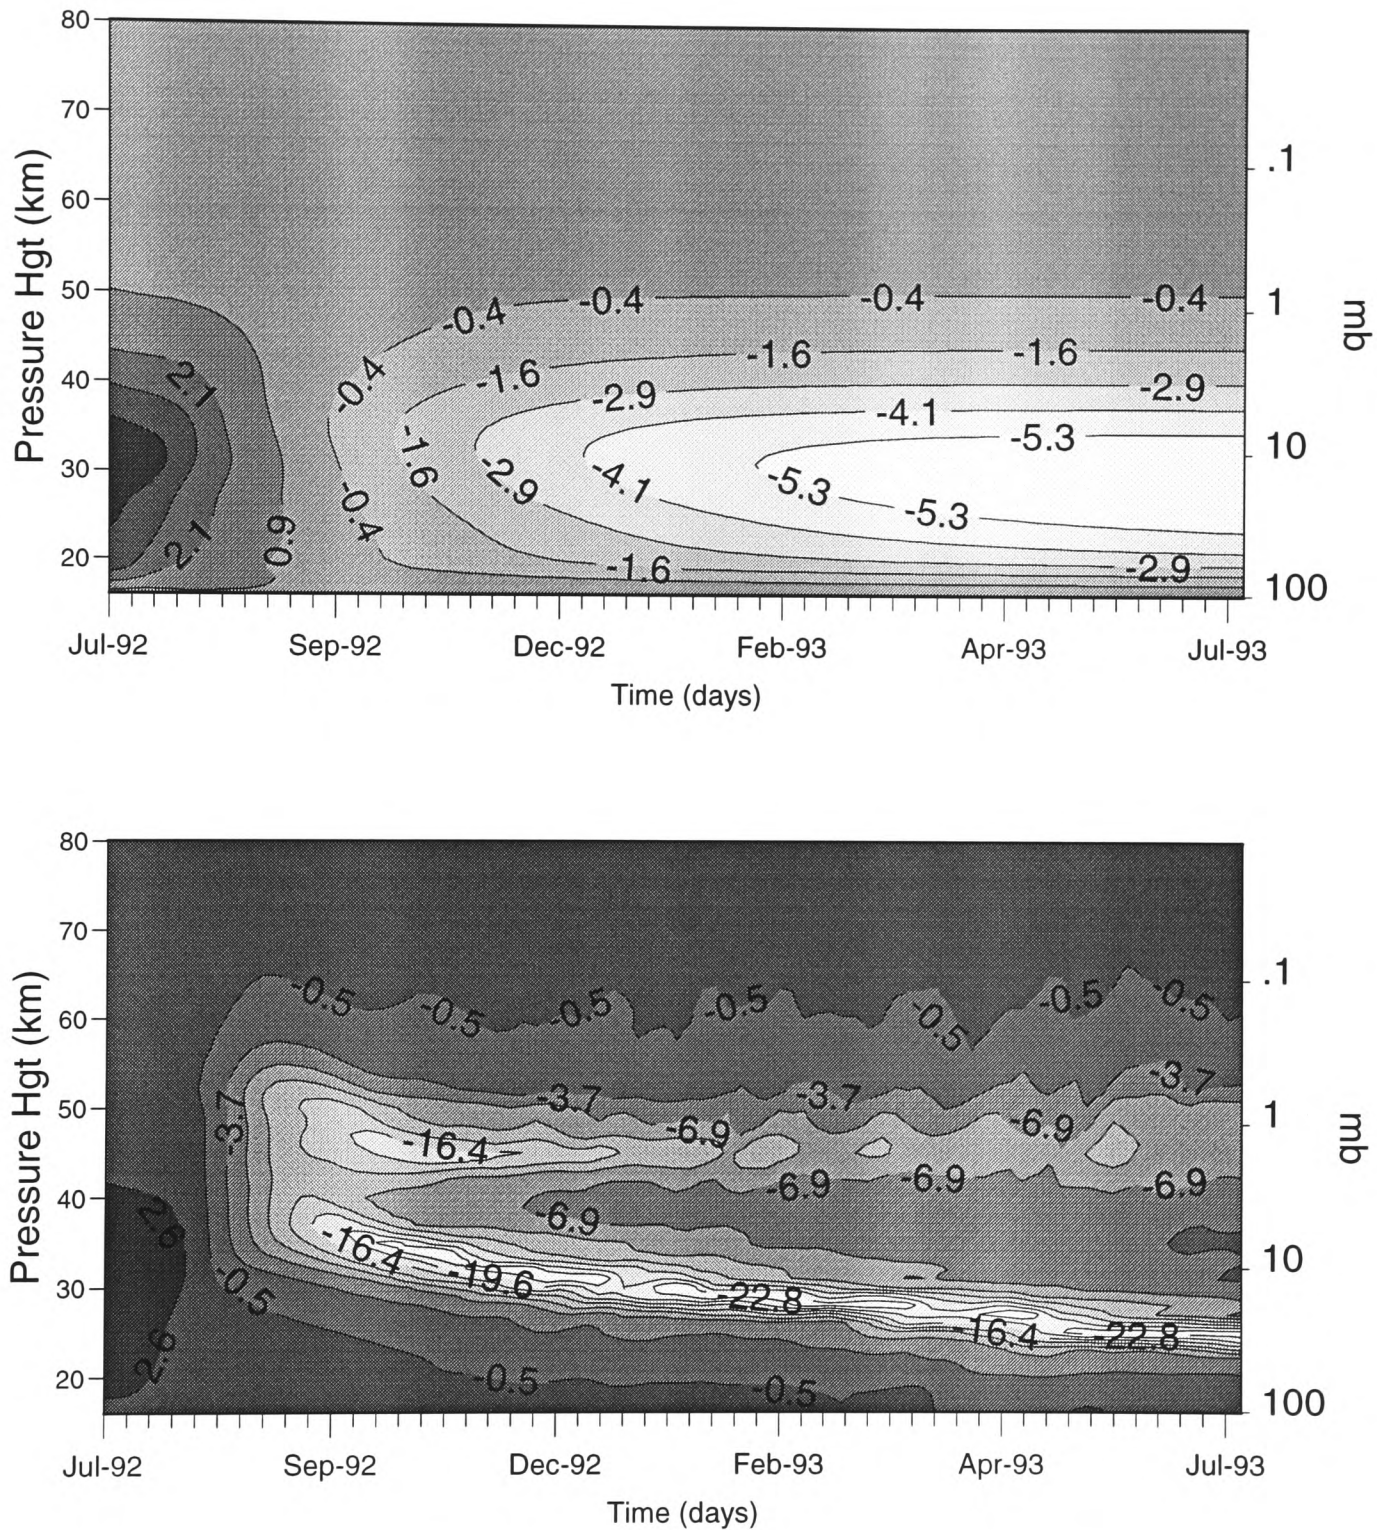 80
70
60
50
40
30
20
Pressure Hgt (km)
.1
1
10
100
mb
-0.4 -0.4 -0.4 -0.4
-0.4
-1.6 -1.6 -1.6
2.1
-2.9 -2.9
-4.1
-5.3
-1.6 -2.9 -4.1 -5.3
-0.4 -5.3
2.1 0.9
-1.6 -2.9
Jul-92 Sep-92 Dec-92 Feb-93 Apr-93 Jul-93
Time (days)
80
70
60
50
40
30
20
Pressure Hgt (km)
.1
1
10
100
mb
-0.5 -0.5 -0.5 -0.5 -0.5 -0.5 -0.5
-3.7 -3.7 -3.7 -3.7
-16.4 -6.9 -6.9
-6.9 -6.9 -6.9
2.6 -6.9
-16.4 -19.6 -22.8
-0.5 -16.4 -22.8
2.6 -0.5 -0.5
Jul-92 Sep-92 Dec-92 Feb-93 Apr-93 Jul-93
Time (days)